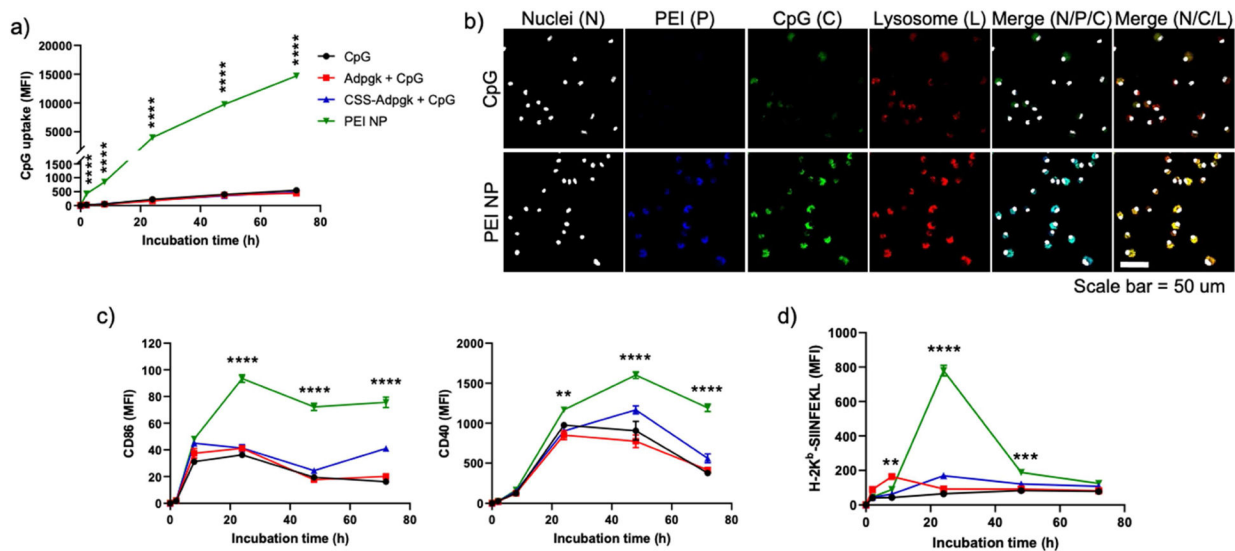 a)
CpG uptake (MFI)
20000
15000
10000
5000
1500
1000
500
0
0 20 40 60 80
Incubation time (h)
**** **** **** **** ****
CpG
Adpgk + CpG
CSS-Adpgk + CpG
PEI NP
b)
Nuclei (N) PEI (P) CpG (C) Lysosome (L) Merge (N/P/C) Merge (N/C/L)
CpG
PEI NP
Scale bar = 50 um
c)
CD86 (MFI)
120
100
80
60
40
20
0
0 20 40 60 80
Incubation time (h)
**** **** ****
CD40 (MFI)
2000
1500
1000
500
0
0 20 40 60 80
Incubation time (h)
** **** ****
d)
H-2Kᵇ-SIINFEKL (MFI)
1000
800
600
400
200
0
0 20 40 60 80
Incubation time (h)
** **** ***